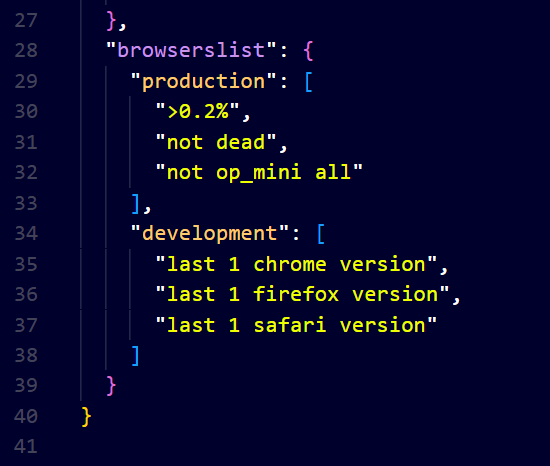 27 },
28 "browserslist": {
29 "production": [
30 ">0.2%",
31 "not dead",
32 "not op_mini all"
33 ],
34 "development": [
35 "last 1 chrome version",
36 "last 1 firefox version",
37 "last 1 safari version"
38 ]
39 }
40 }
41